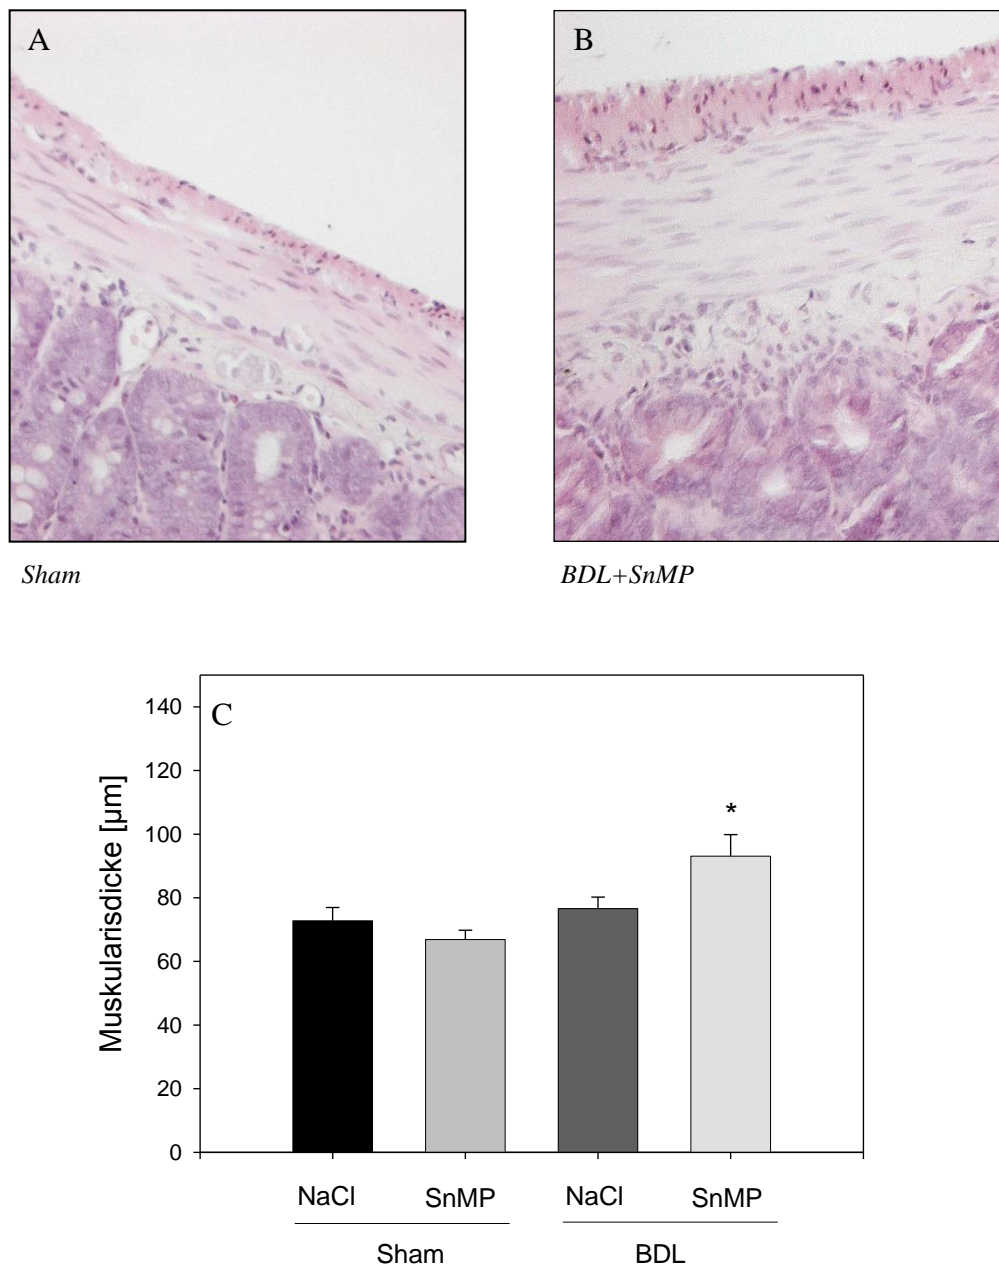 A
B
Sham
BDL+SnMP
C
140
120
100
80
60
40
20
0
Muskularisdicke [µm]
*
NaCl
SnMP
NaCl
SnMP
Sham
BDL